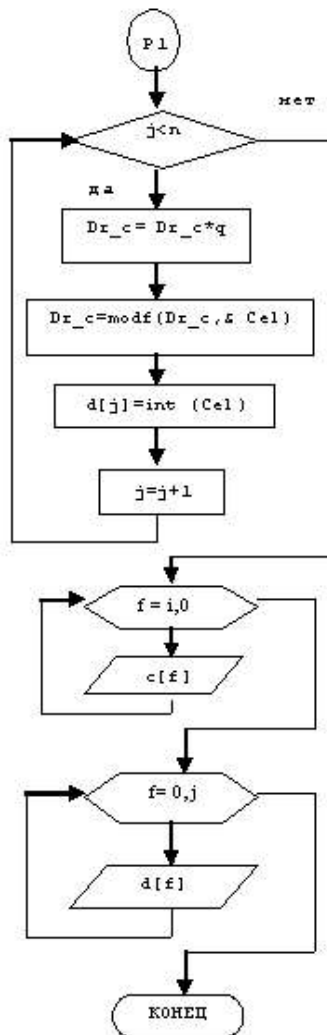 P1
нет
j<n
да
Dr_c= Dr_c*q
Dr_c=modf(Dr_c,& Cel)
d[j]=int (Cel)
j=j+1
f = i,0
c[f]
f= 0,j
d[f]
КОНЕЦ